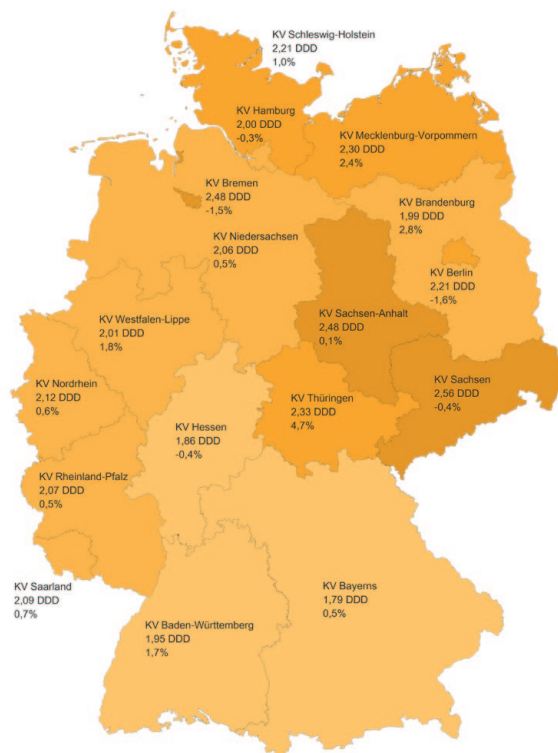 KV Schleswig-Holstein
2,21 DDD
1,0%
KV Hamburg
2,00 DDD
-0,3%
KV Mecklenburg-Vorpommern
2,30 DDD
2,4%
KV Bremen
2,48 DDD
-1,5%
KV Brandenburg
1,99 DDD
2,8%
KV Niedersachsen
2,06 DDD
0,5%
KV Berlin
2,21 DDD
-1,6%
KV Westfalen-Lippe
2,01 DDD
1,8%
KV Sachsen-Anhalt
2,48 DDD
0,1%
KV Nordrhein
2,12 DDD
0,6%
KV Sachsen
2,56 DDD
-0,4%
KV Thüringen
2,33 DDD
4,7%
KV Hessen
1,86 DDD
-0,4%
KV Rheinland-Pfalz
2,07 DDD
0,5%
KV Saarland
2,09 DDD
0,7%
KV Bayerns
1,79 DDD
0,5%
KV Baden-Württemberg
1,95 DDD
1,7%